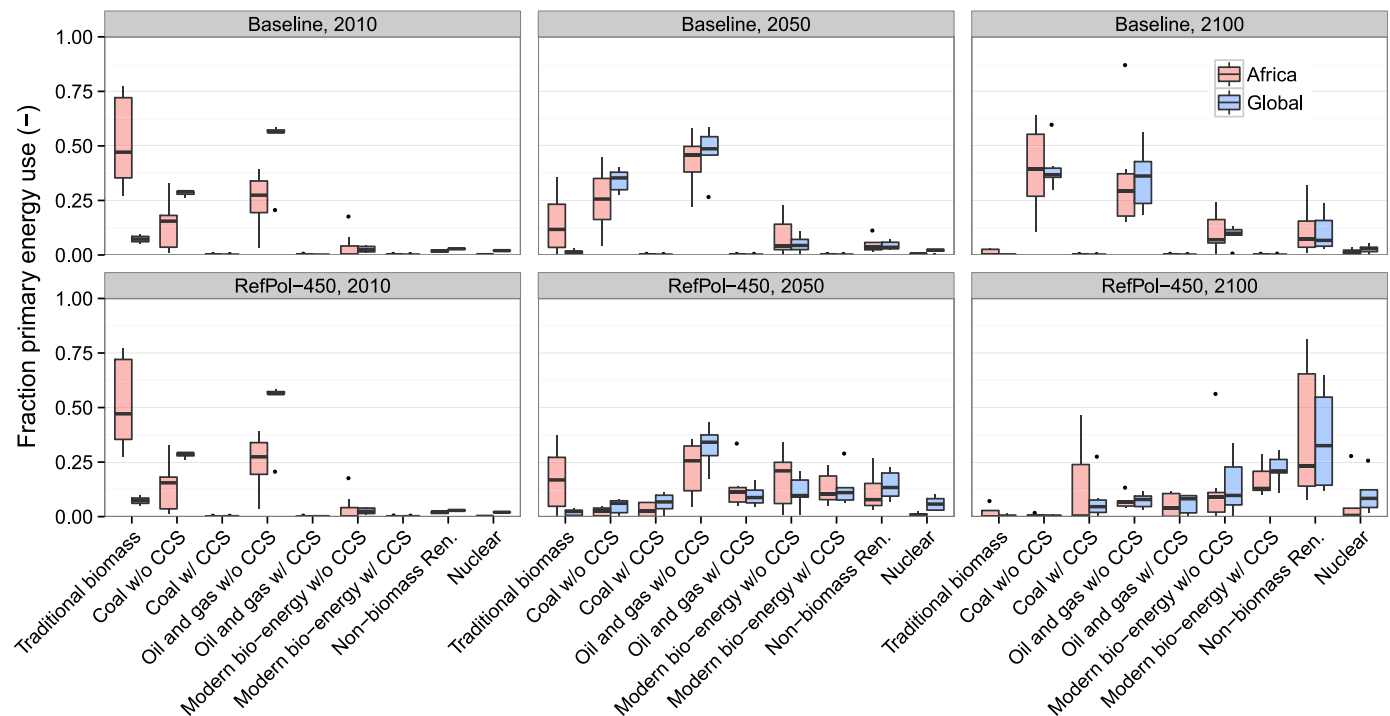 Fraction primary energy use (−)
Baseline, 2010
Baseline, 2050
Baseline, 2100
1.00
0.75
0.50
0.25
0.00
Africa
Global
RefPol−450, 2010
RefPol−450, 2050
RefPol−450, 2100
1.00
0.75
0.50
0.25
0.00
Traditional biomass
Coal w/o CCS
Coal w/ CCS
Oil and gas w/o CCS
Oil and gas w/ CCS
Modern bio−energy w/o CCS
Modern bio−energy w/ CCS
Non−biomass Ren.
Nuclear
Traditional biomass
Coal w/o CCS
Coal w/ CCS
Oil and gas w/o CCS
Oil and gas w/ CCS
Modern bio−energy w/o CCS
Modern bio−energy w/ CCS
Non−biomass Ren.
Nuclear
Traditional biomass
Coal w/o CCS
Coal w/ CCS
Oil and gas w/o CCS
Oil and gas w/ CCS
Modern bio−energy w/o CCS
Modern bio−energy w/ CCS
Non−biomass Ren.
Nuclear